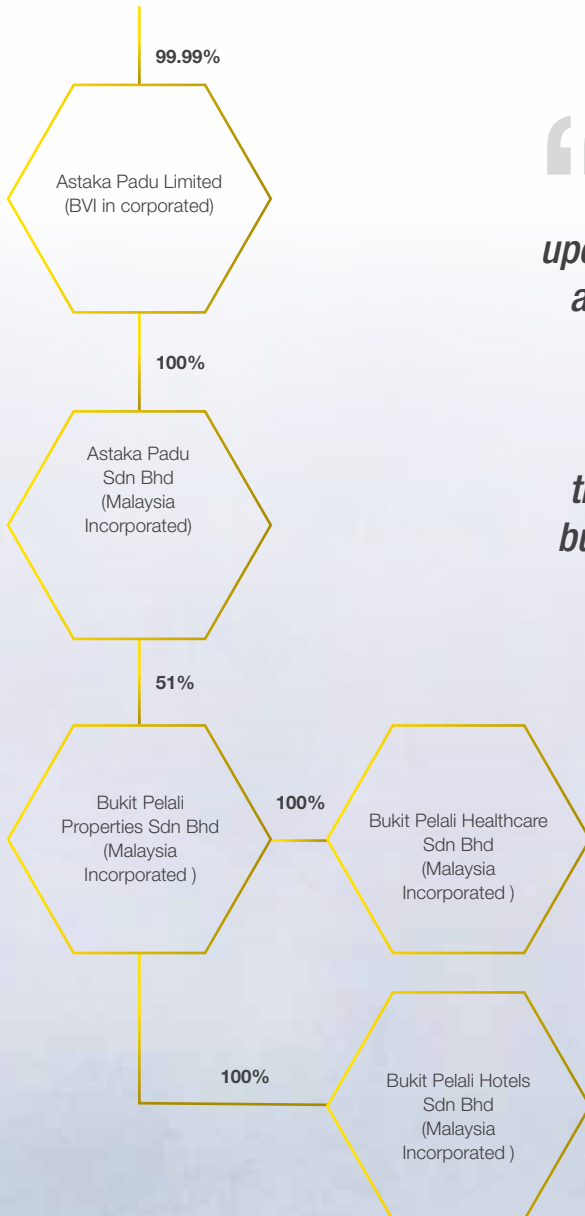 99.99%
Astaka Padu Limited
(BVI in corporated)
“
a
100%
Astaka Padu
Sdn Bhd
(Malaysia
Incorporated)
51%
Bukit Pelali
Properties Sdn Bhd
(Malaysia
Incorporated )
100%
Bukit Pelali Healthcare
Sdn Bhd
(Malaysia
Incorporated )
100%
Bukit Pelali Hotels
Sdn Bhd
(Malaysia
Incorporated )